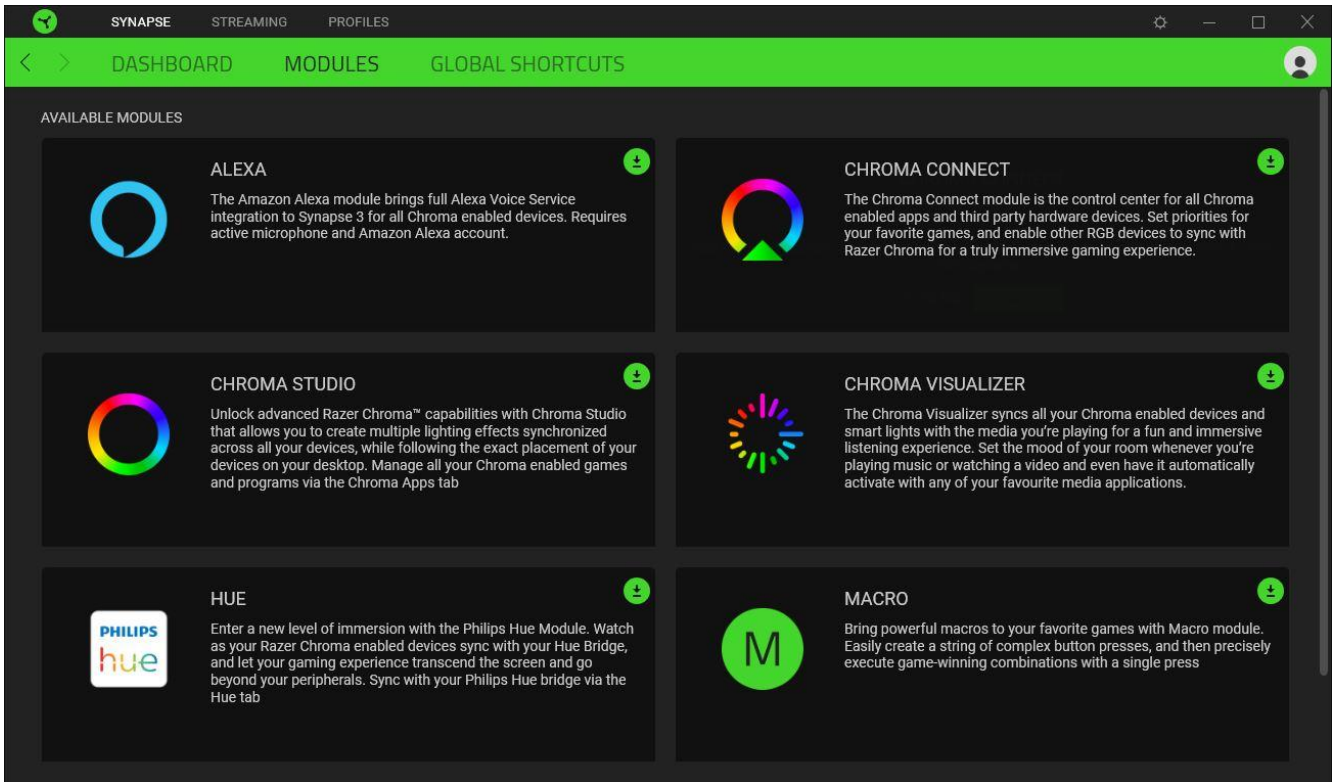 SYNAPSE STREAMING PROFILES
DASHBOARD MODULES GLOBAL SHORTCUTS
AVAILABLE MODULES
ALEXA
The Amazon Alexa module brings full Alexa Voice Service
integration to Synapse 3 for all Chroma enabled devices. Requires
active microphone and Amazon Alexa account.
CHROMA CONNECT
The Chroma Connect module is the control center for all Chroma
enabled apps and third party hardware devices. Set priorities for
your favorite games, and enable other RGB devices to sync with
Razer Chroma for a truly immersive gaming experience.
CHROMA STUDIO
Unlock advanced Razer Chroma™ capabilities with Chroma Studio
that allows you to create multiple lighting effects synchronized
across all your devices, while following the exact placement of your
devices on your desktop. Manage all your Chroma enabled games
and programs via the Chroma Apps tab
CHROMA VISUALIZER
The Chroma Visualizer syncs all your Chroma enabled devices and
smart lights with the media you're playing for a fun and immersive
listening experience. Set the mood of your room whenever you're
playing music or watching a video and even have it automatically
activate with any of your favourite media applications.
PHILIPS
hue
HUE
Enter a new level of immersion with the Philips Hue Module. Watch
as your Razer Chroma enabled devices sync with your Hue Bridge,
and let your gaming experience transcend the screen and go
beyond your peripherals. Sync with your Philips Hue bridge via the
Hue tab
M
MACRO
Bring powerful macros to your favorite games with Macro module.
Easily create a string of complex button presses, and then precisely
execute game-winning combinations with a single press